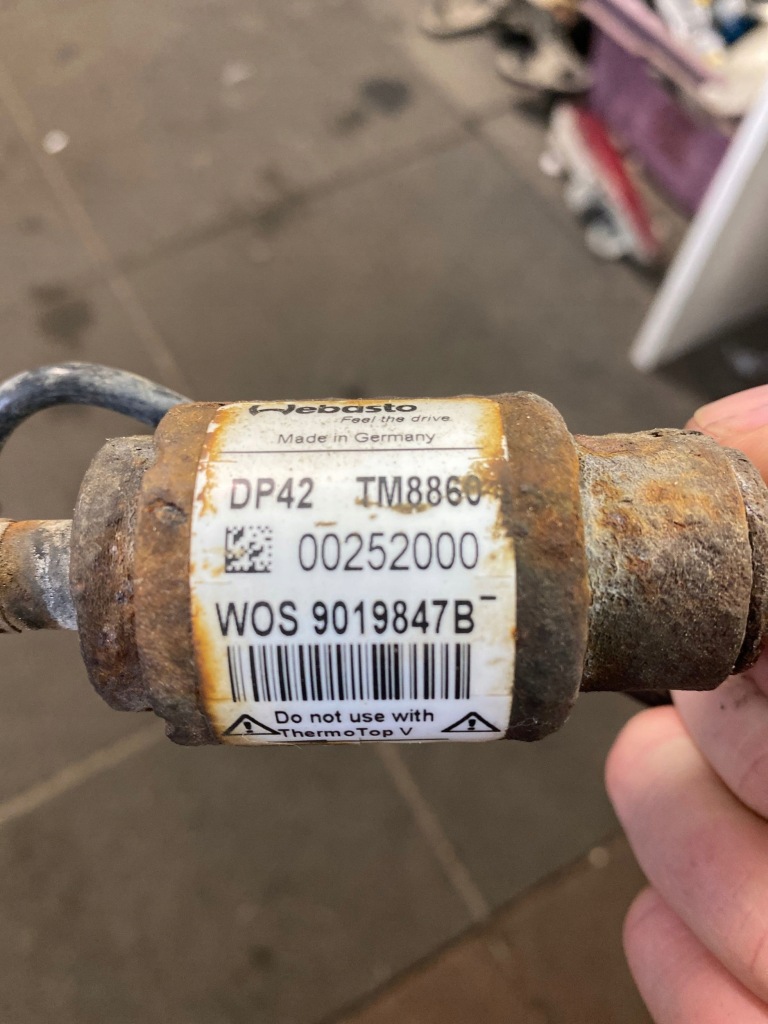 Webasto
Feel the drive
Made in Germany
DP42 TM8860
00252000
WOS 9019847B
Do not use with
ThermoTop V